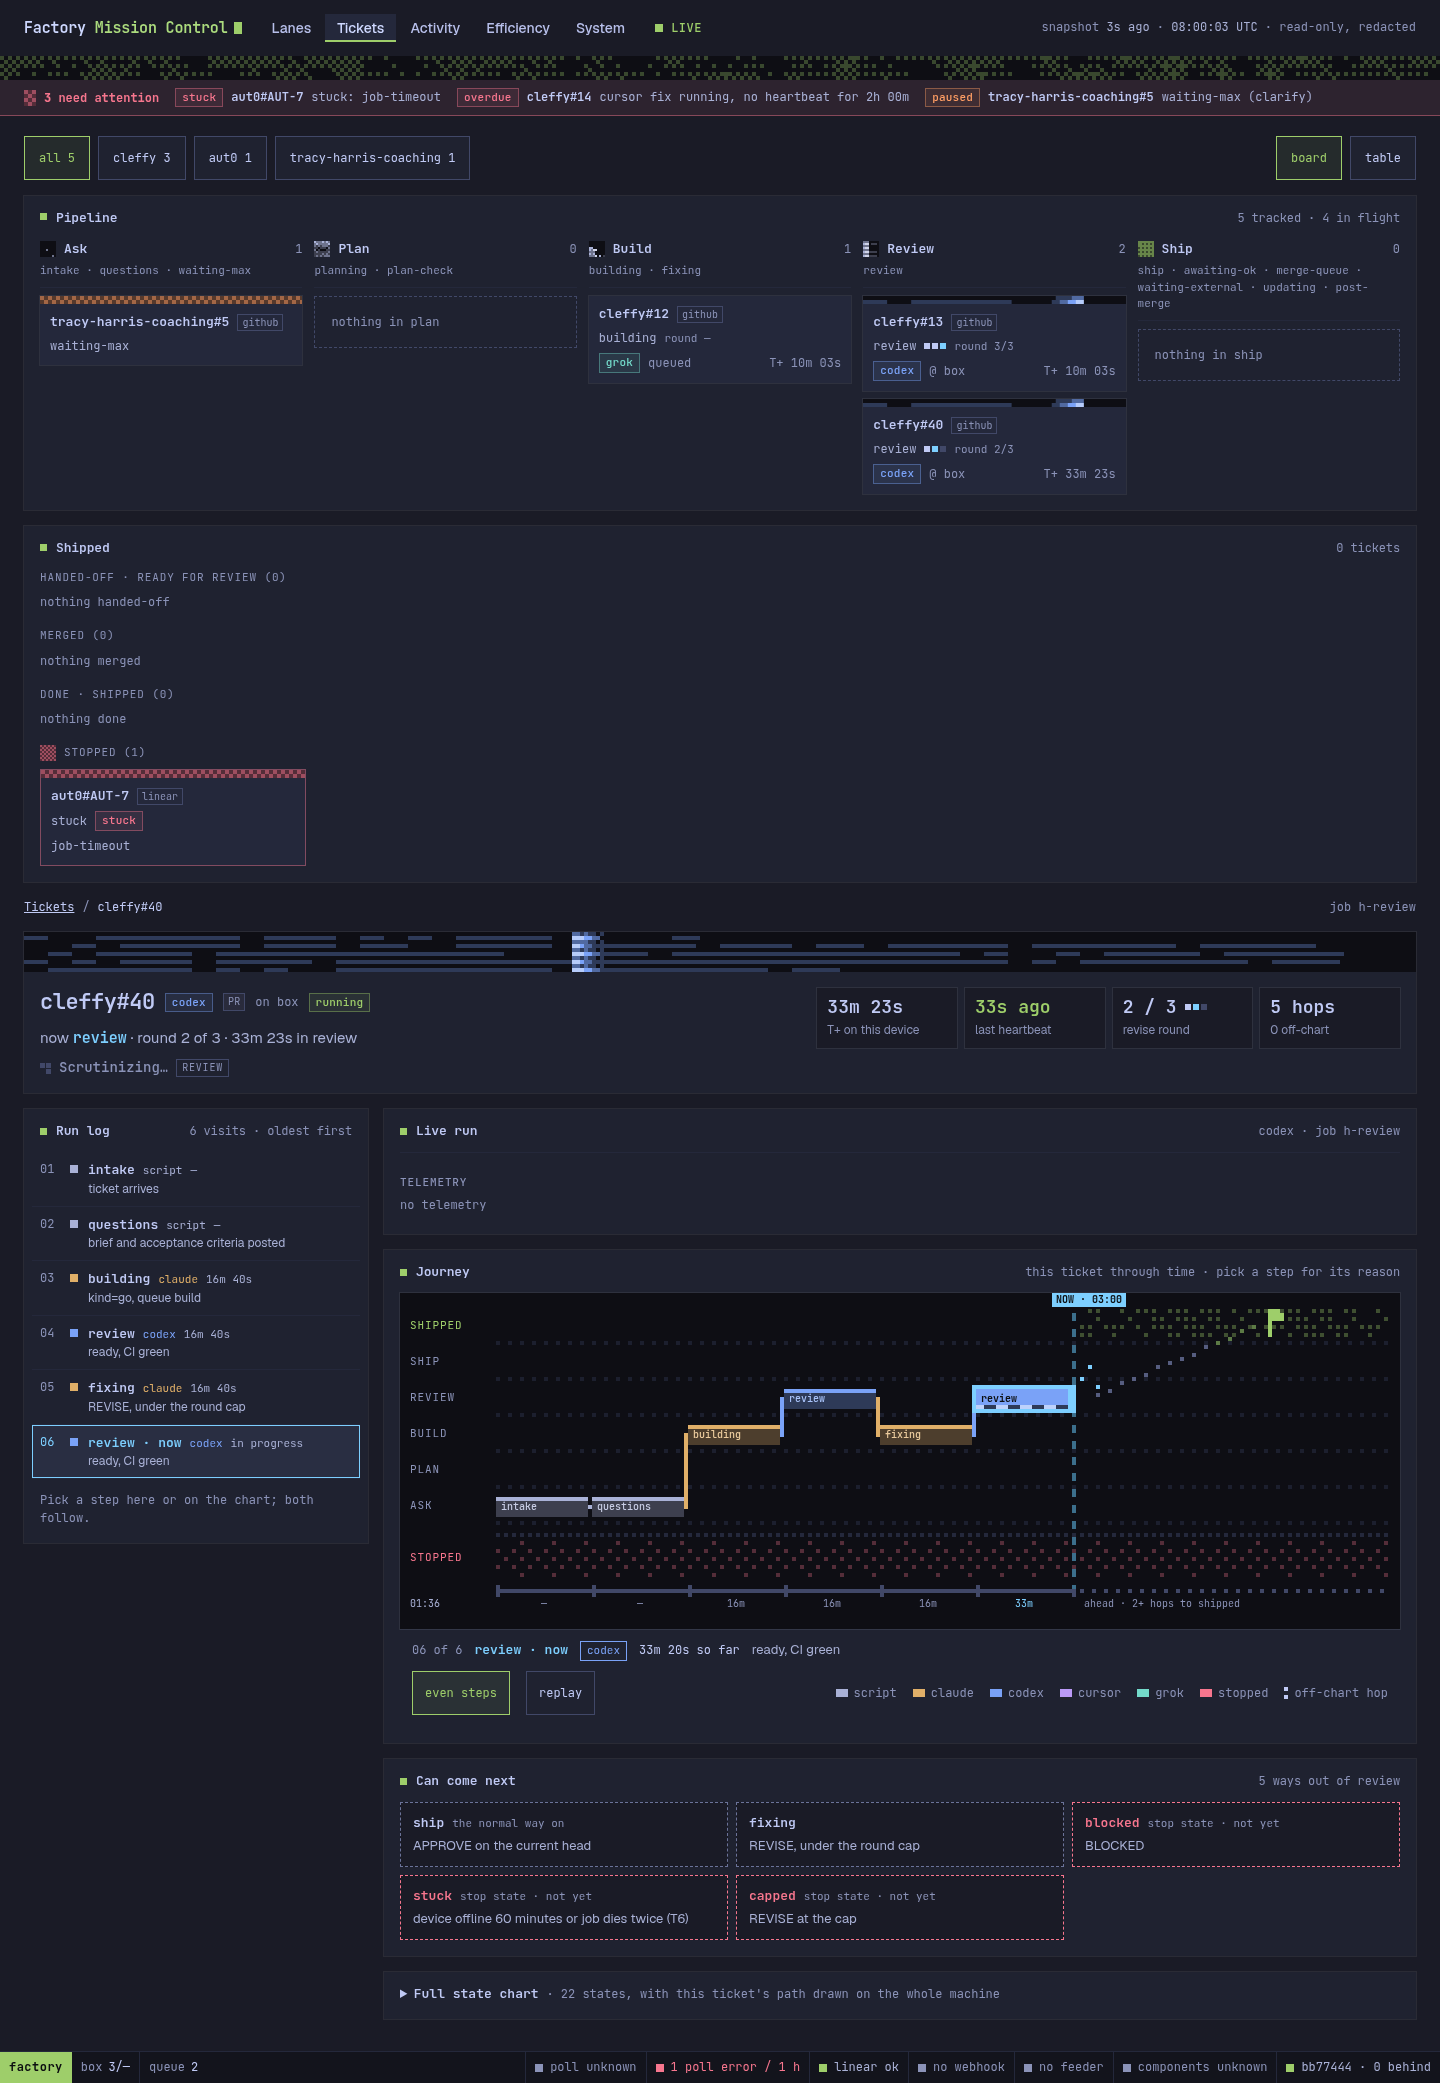 Factory Mission Control Lanes Tickets Activity Efficiency System LIVE snapshot 3s ago · 08:00:03 UTC · read-only, redacted
3 need attention stuck aut0#AUT-7 stuck: job-timeout overdue cleffy#14 cursor fix running, no heartbeat for 2h 00m paused tracy-harris-coaching#5 waiting-max (clarify)
all 5 cleffy 3 aut0 1 tracy-harris-coaching 1 board table
Pipeline 5 tracked · 4 in flight
Ask 1
intake · questions · waiting-max
tracy-harris-coaching#5 github
waiting-max
Plan 0
planning · plan-check
nothing in plan
Build 1
building · fixing
cleffy#12 github
building round —
grok queued T+ 10m 03s
Review 2
review
cleffy#13 github
review round 3/3
codex @ box T+ 10m 03s
cleffy#40 github
review round 2/3
codex @ box T+ 33m 23s
Ship 0
ship · awaiting-ok · merge-queue ·
waiting-external · updating · post-
merge
nothing in ship
Shipped 0 tickets
HANDED-OFF · READY FOR REVIEW (0)
nothing handed-off
MERGED (0)
nothing merged
DONE · SHIPPED (0)
nothing done
STOPPED (1)
aut0#AUT-7 linear
stuck stuck
job-timeout
Tickets / cleffy#40 job h-review
cleffy#40 codex PR on box running
now review · round 2 of 3 · 33m 23s in review
Scrutinizing… REVIEW
33m 23s
T+ on this device
33s ago
last heartbeat
2 / 3
revise round
5 hops
0 off-chart
Run log 6 visits · oldest first
01 intake script —
ticket arrives
02 questions script —
brief and acceptance criteria posted
03 building claude 16m 40s
kind=go, queue build
04 review codex 16m 40s
ready, CI green
05 fixing claude 16m 40s
REVISE, under the round cap
06 review · now codex in progress
ready, CI green
Pick a step here or on the chart; both
follow.
Live run codex · job h-review
TELEMETRY
no telemetry
Journey this ticket through time · pick a step for its reason
NOW · 03:00
SHIPPED
SHIP
REVIEW review review
BUILD building fixing
PLAN
ASK intake questions
STOPPED
01:36 — — 16m 16m 16m 33m ahead · 2+ hops to shipped
06 of 6 review · now codex 33m 20s so far ready, CI green
even steps replay script claude codex cursor grok stopped off-chart hop
Can come next 5 ways out of review
ship the normal way on
APPROVE on the current head
fixing
REVISE, under the round cap
blocked stop state · not yet
BLOCKED
stuck stop state · not yet
device offline 60 minutes or job dies twice (T6)
capped stop state · not yet
REVISE at the cap
Full state chart · 22 states, with this ticket's path drawn on the whole machine
factory box 3/— queue 2 poll unknown 1 poll error / 1 h linear ok no webhook no feeder components unknown bb77444 · 0 behind